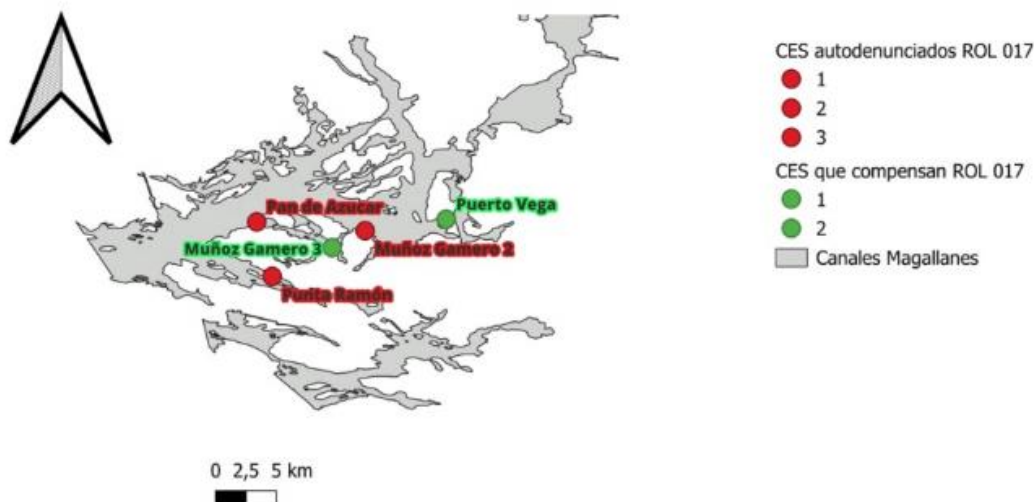 CES autodenunciados ROL 017
1
2
3
CES que compensan ROL 017
1
2
Canales Magallanes
Puerto Vega
Pan de Azucar
Muñoz Gamero 2
Muñoz Gamero 3
Punta Ramón
0 2,5 5 km